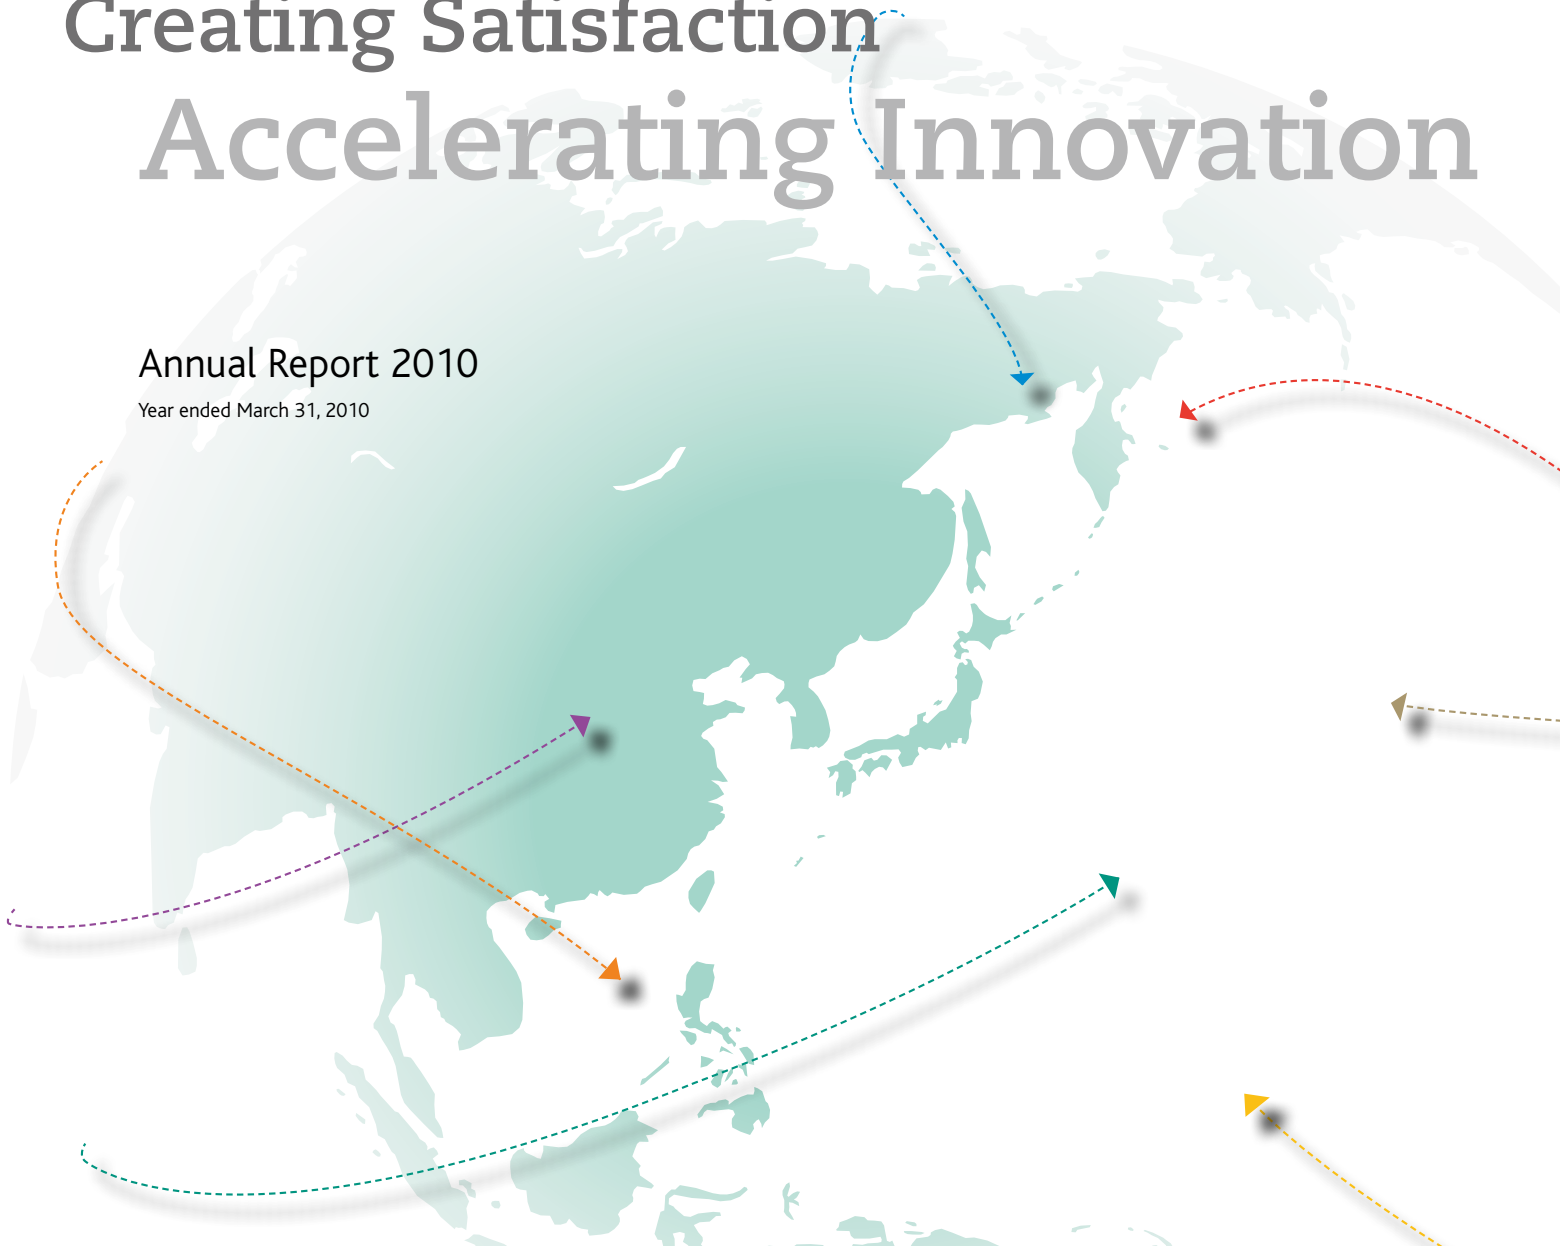 Creating Satisfaction
Accelerating Innovation
Annual Report 2010
Year ended March 31, 2010